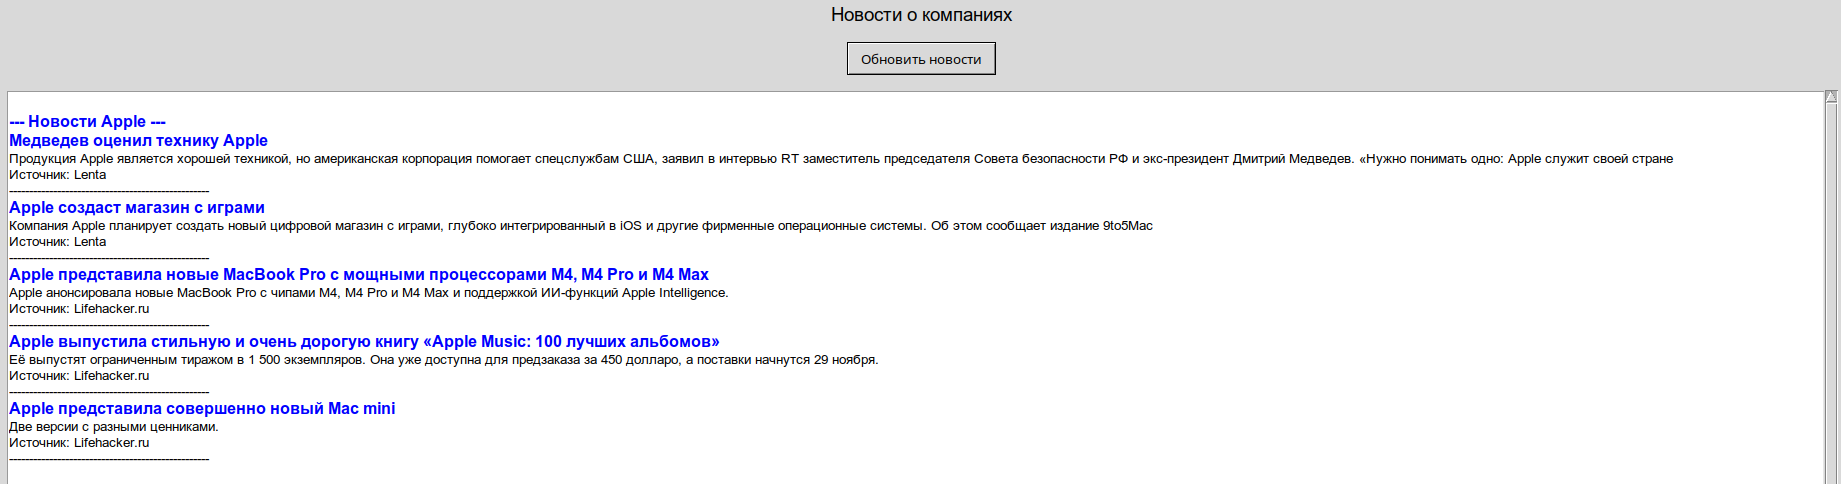 Новости о компаниях
Обновить новости
--- Новости Apple ---
Медведев оценил технику Apple
Продукция Apple является хорошей техникой, но американская корпорация помогает спецслужбам США, заявил в интервью RT заместитель председателя Совета безопасности РФ и экс-президент Дмитрий Медведев. «Нужно понимать одно: Apple служит своей стране
Источник: Lenta
--------------------------------------------------
Apple создаст магазин с играми
Компания Apple планирует создать новый цифровой магазин с играми, глубоко интегрированный в iOS и другие фирменные операционные системы. Об этом сообщает издание 9to5Mac
Источник: Lenta
--------------------------------------------------
Apple представила новые MacBook Pro с мощными процессорами M4, M4 Pro и M4 Max
Apple анонсировала новые MacBook Pro с чипами M4, M4 Pro и M4 Max и поддержкой ИИ-функций Apple Intelligence.
Источник: Lifehacker.ru
--------------------------------------------------
Apple выпустила стильную и очень дорогую книгу «Apple Music: 100 лучших альбомов»
Её выпустят ограниченным тиражом в 1 500 экземпляров. Она уже доступна для предзаказа за 450 долларо, а поставки начнутся 29 ноября.
Источник: Lifehacker.ru
--------------------------------------------------
Apple представила совершенно новый Mac mini
Две версии с разными ценниками.
Источник: Lifehacker.ru
--------------------------------------------------